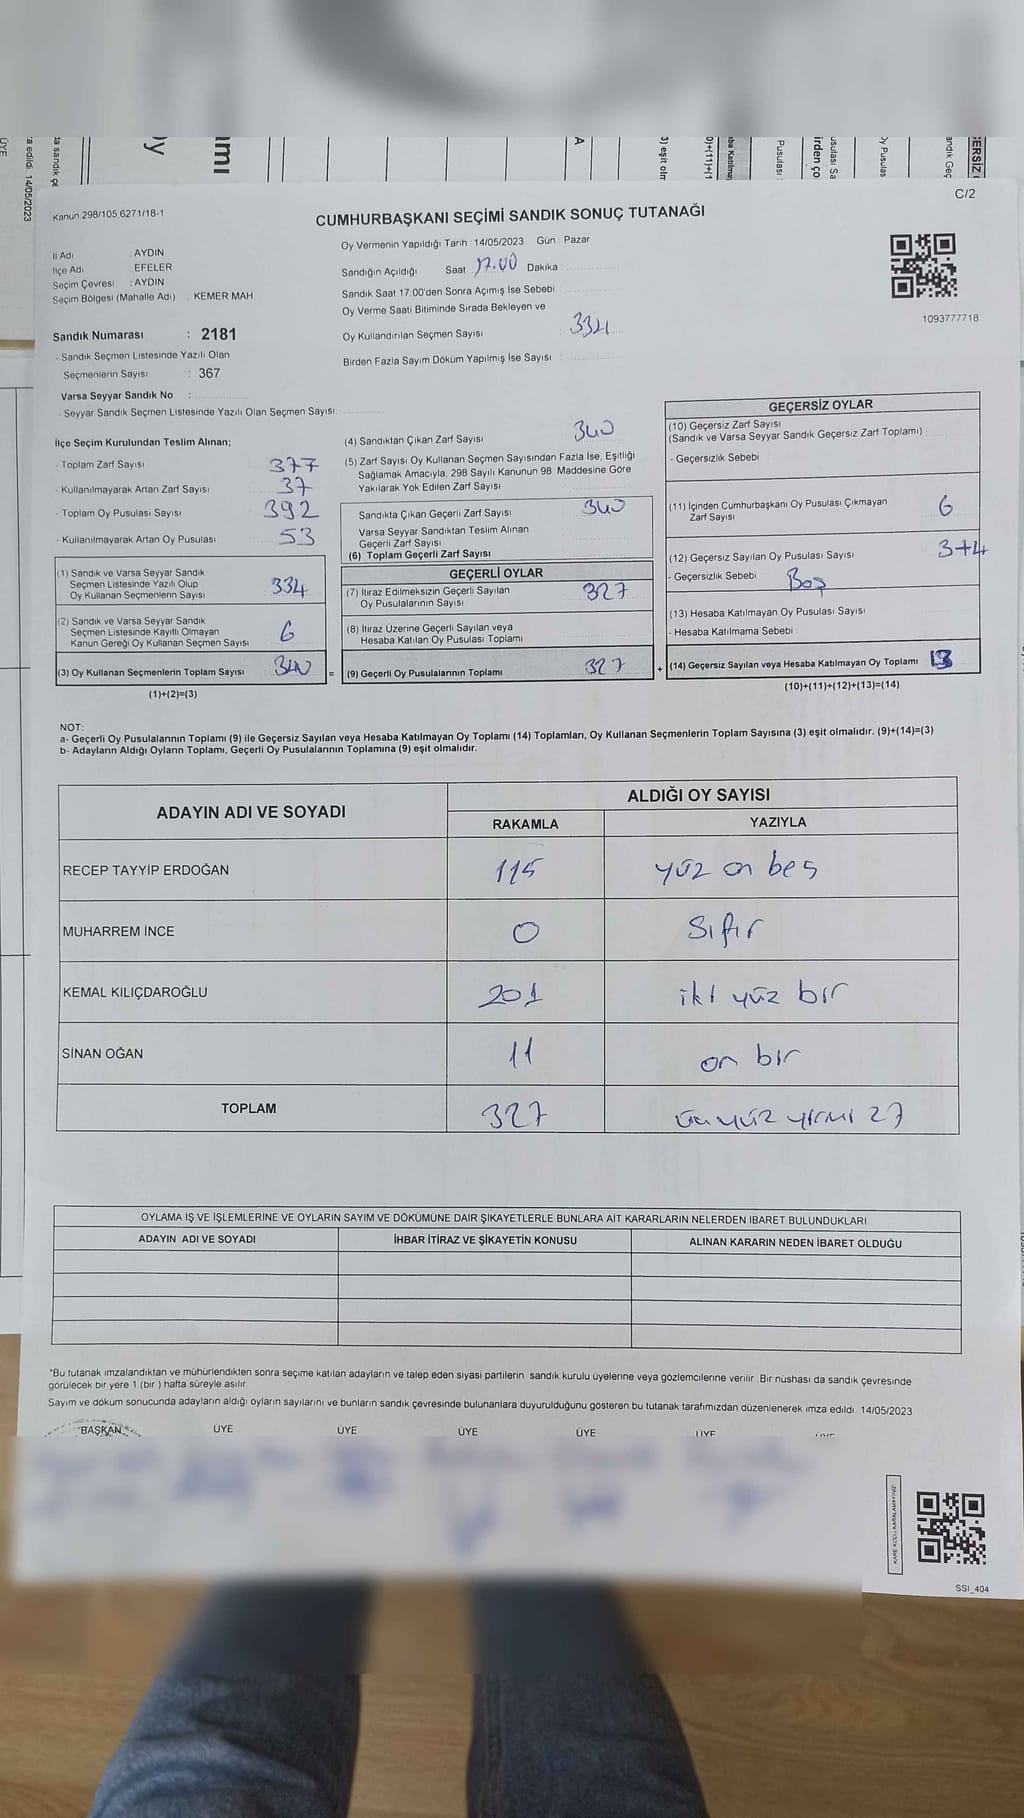 C/2
Kanun 298/105 6271/18-1
CUMHURBAŞKANI SEÇİMİ SANDIK SONUÇ TUTANAĞI
İl Adı : AYDIN
İlçe Adı : EFELER
Seçim Çevresi : AYDIN
Seçim Bölgesi (Mahalle Adı) : KEMER MAH.
Sandık Numarası : 2181
- Sandık Seçmen Listesinde Yazılı Olan
Seçmenlerin Sayısı : 367
Varsa Seyyar Sandık No :
- Seyyar Sandık Seçmen Listesinde Yazılı Olan Seçmen Sayısı:
Oy Vermenin Yapıldığı Tarih : 14/05/2023 Gün : Pazar
Sandığın Açıldığı Saat 17.00 Dakika
Sandık Saat 17:00'den Sonra Açımış İse Sebebi
Oy Verme Saati Bitiminde Sırada Bekleyen ve
Oy Kullandırılan Seçmen Sayısı 334
Birden Fazla Sayım Döküm Yapılmış İse Sayısı
1093777718
İlçe Seçim Kurulundan Teslim Alınan;
- Toplam Zarf Sayısı 377
- Kullanılmayarak Artan Zarf Sayısı 37
- Toplam Oy Pusulası Sayısı 392
- Kullanılmayarak Artan Oy Pusulası 53
(1) Sandık ve Varsa Seyyar Sandık
Seçmen Listesinde Yazılı Olup
Oy Kullanan Seçmenlerin Sayısı 334
(2) Sandık ve Varsa Seyyar Sandık
Seçmen Listesinde Kayıtlı Olmayan
Kanun Gereği Oy Kullanan Seçmen Sayısı 6
(3) Oy Kullanan Seçmenlerin Toplam Sayısı 340
(1)+(2)=(3)
(4) Sandıktan Çıkan Zarf Sayısı 340
(5) Zarf Sayısı Oy Kullanan Seçmen Sayısından Fazla İse, Eşitliği
Sağlamak Amacıyla, 298 Sayılı Kanunun 98. Maddesine Göre
Yakılarak Yok Edilen Zarf Sayısı
Sandıkta Çıkan Geçerli Zarf Sayısı 340
Varsa Seyyar Sandıktan Teslim Alınan
Geçerli Zarf Sayısı
(6) Toplam Geçerli Zarf Sayısı
GEÇERLİ OYLAR
(7) İtiraz Edilmeksizin Geçerli Sayılan
Oy Pusulalarının Sayısı 327
(8) İtiraz Üzerine Geçerli Sayılan veya
Hesaba Katılan Oy Pusulası Toplamı
= (9) Geçerli Oy Pusulalarının Toplamı 327 +
GEÇERSİZ OYLAR
(10) Geçersiz Zarf Sayısı
(Sandık ve Varsa Seyyar Sandık Geçersiz Zarf Toplamı)
- Geçersizlik Sebebi
(11) İçinden Cumhurbaşkanı Oy Pusulası Çıkmayan
Zarf Sayısı 6
(12) Geçersiz Sayılan Oy Pusulası Sayısı 3+4
- Geçersizlik Sebebi Boş
(13) Hesaba Katılmayan Oy Pusulası Sayısı
- Hesaba Katılmama Sebebi
(14) Geçersiz Sayılan veya Hesaba Katılmayan Oy Toplamı 13
(10)+(11)+(12)+(13)=(14)
NOT:
a- Geçerli Oy Pusulalarının Toplamı (9) ile Geçersiz Sayılan veya Hesaba Katılmayan Oy Toplamı (14) Toplamları, Oy Kullanan Seçmenlerin Toplam Sayısına (3) eşit olmalıdır. (9)+(14)=(3)
b- Adayların Aldığı Oyların Toplamı, Geçerli Oy Pusulalarının Toplamına (9) eşit olmalıdır.
ADAYIN ADI VE SOYADI ALDIĞI OY SAYISI
RAKAMLA YAZIYLA
RECEP TAYYİP ERDOĞAN 115 yüz on beş
MUHARREM İNCE 0 Sıfır
KEMAL KILIÇDAROĞLU 201 iki yüz bir
SİNAN OĞAN 11 on bir
TOPLAM 327 üç yüz yirmi 27
OYLAMA İŞ VE İŞLEMLERİNE VE OYLARIN SAYIM VE DÖKÜMÜNE DAİR ŞİKAYETLERLE BUNLARA AİT KARARLARIN NELERDEN İBARET BULUNDUKLARI
ADAYIN ADI VE SOYADI İHBAR İTİRAZ VE ŞİKAYETİN KONUSU ALINAN KARARIN NEDEN İBARET OLDUĞU
*Bu tutanak imzalandıktan ve mühürlendikten sonra seçime katılan adayların ve talep eden siyasi partilerin sandık kurulu üyelerine veya gözlemcilerine verilir. Bir nüshası da sandık çevresinde
görülecek bir yere 1 (bir) hafta süreyle asılır.
Sayım ve döküm sonucunda adayların aldığı oyların sayılarını ve bunların sandık çevresinde bulunanlara duyurulduğunu gösteren bu tutanak tarafımızdan düzenlenerek imza edildi. 14/05/2023
BAŞKAN ÜYE ÜYE ÜYE ÜYE ÜYE
KARE KODU KARALAMAYINIZ!
SSI_404